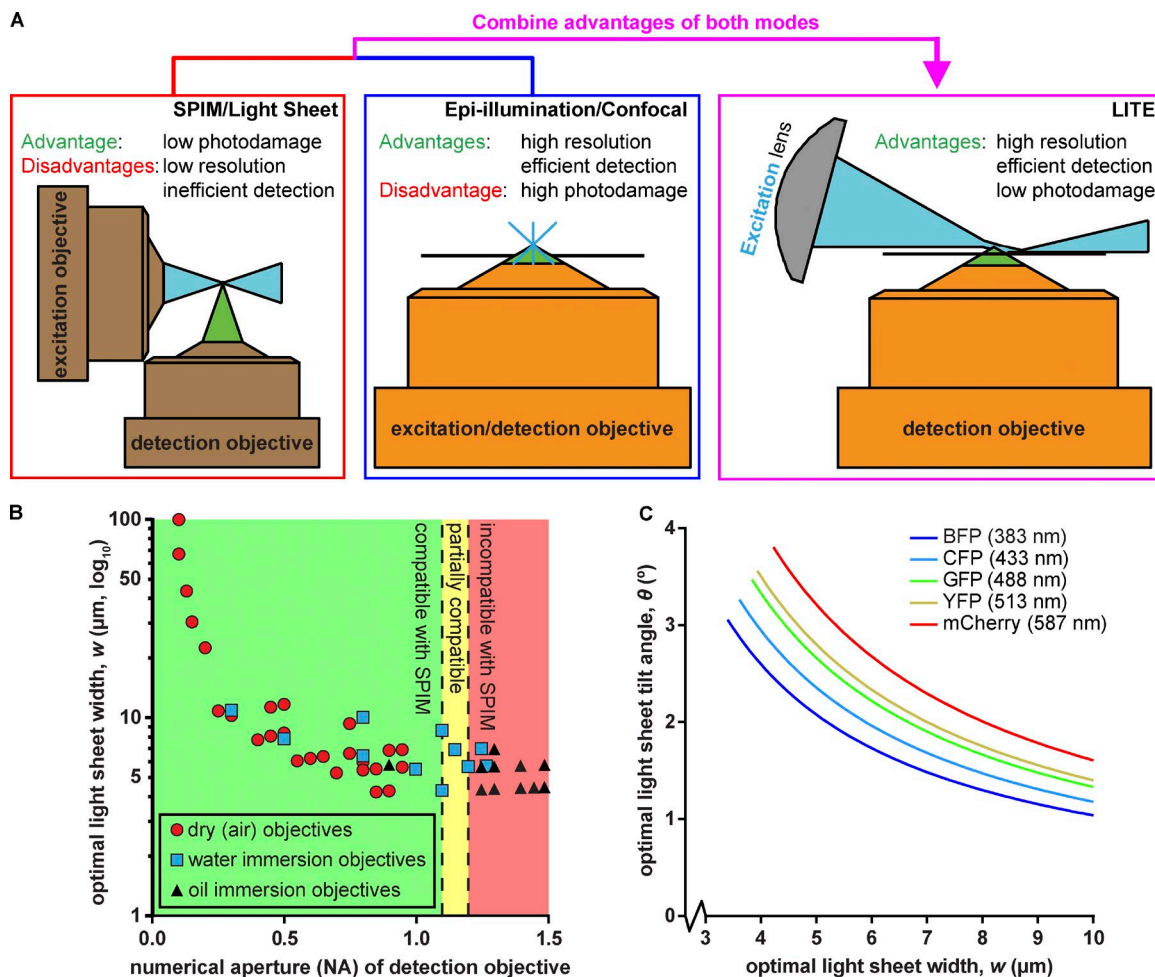 A
Combine advantages of both modes
SPIM/Light Sheet
Advantage: low photodamage
Disadvantages: low resolution
inefficient detection
excitation objective
detection objective
Epi-illumination/Confocal
Advantages: high resolution
efficient detection
Disadvantage: high photodamage
excitation/detection objective
LITE
Advantages: high resolution
efficient detection
low photodamage
Excitation lens
detection objective
B
optimal light sheet width, w (µm, log10)
100
50
10
5
1
compatible with SPIM
partially compatible
incompatible with SPIM
dry (air) objectives
water immersion objectives
oil immersion objectives
0.0 0.5 1.0 1.5
numerical aperture (NA) of detection objective
C
optimal light sheet tilt angle, θ (º)
4
3
2
1
0
BFP (383 nm)
CFP (433 nm)
GFP (488 nm)
YFP (513 nm)
mCherry (587 nm)
3 4 5 6 7 8 9 10
optimal light sheet width, w (µm)